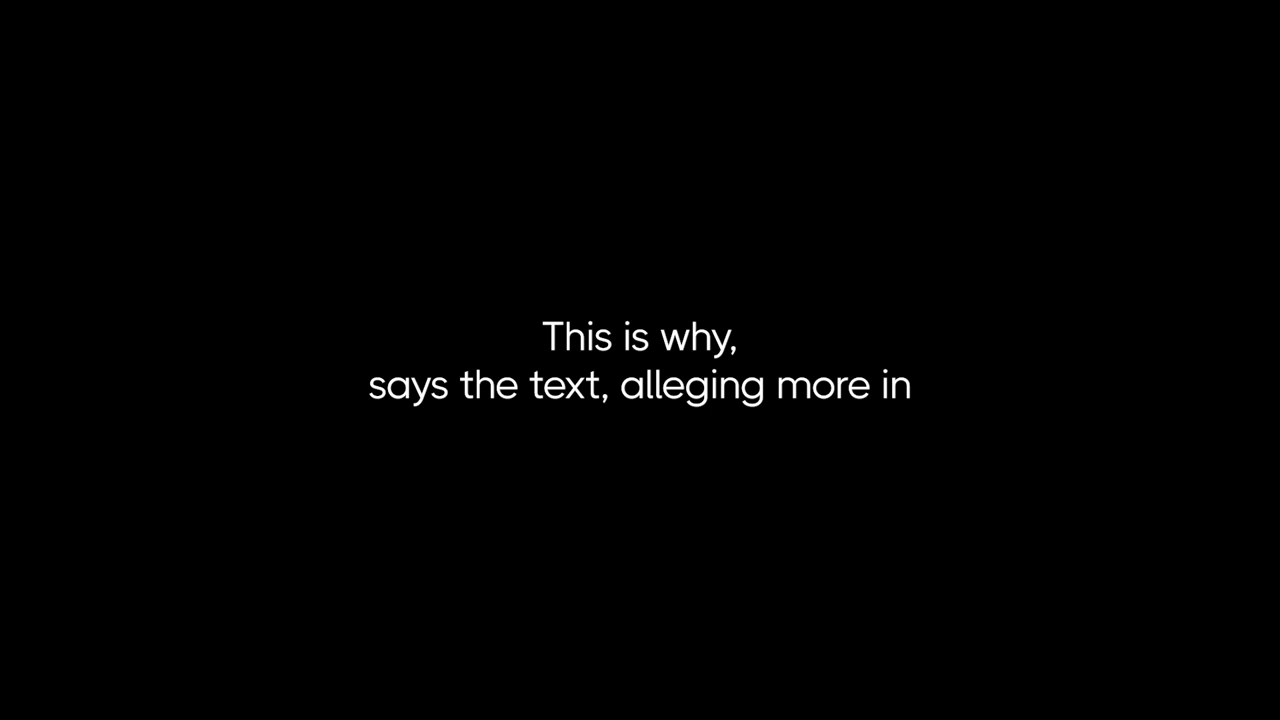 This is why,
says the text, alleging more in